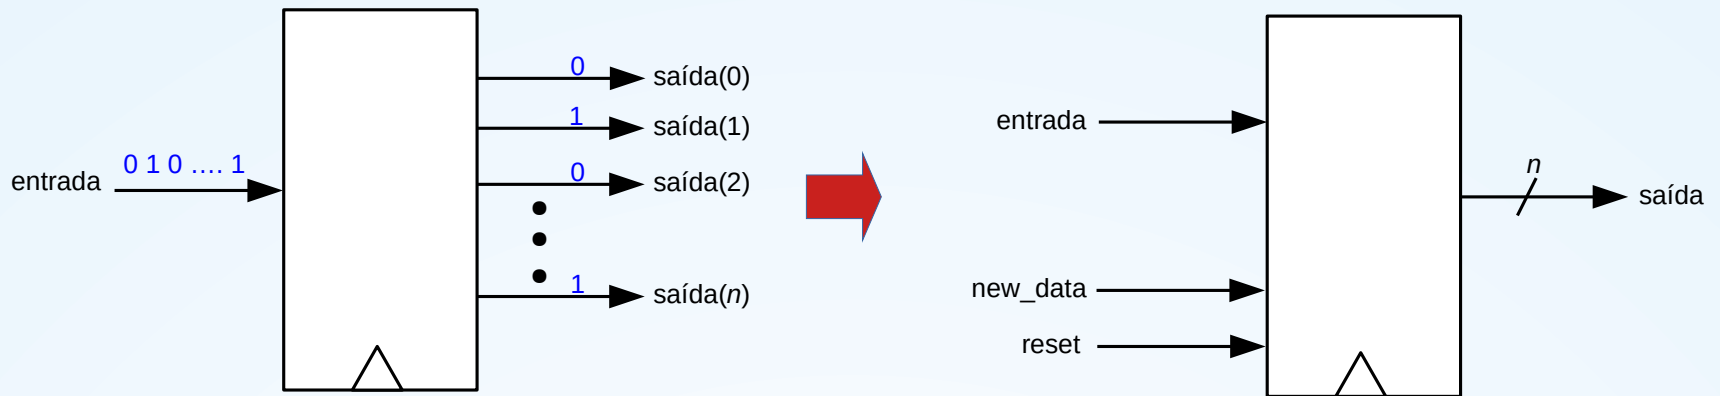 0 saída(0)
1 saída(1)
entrada 0 1 0 .... 1
0 saída(2)
1 saída(n)
entrada
n
saída
new_data
reset